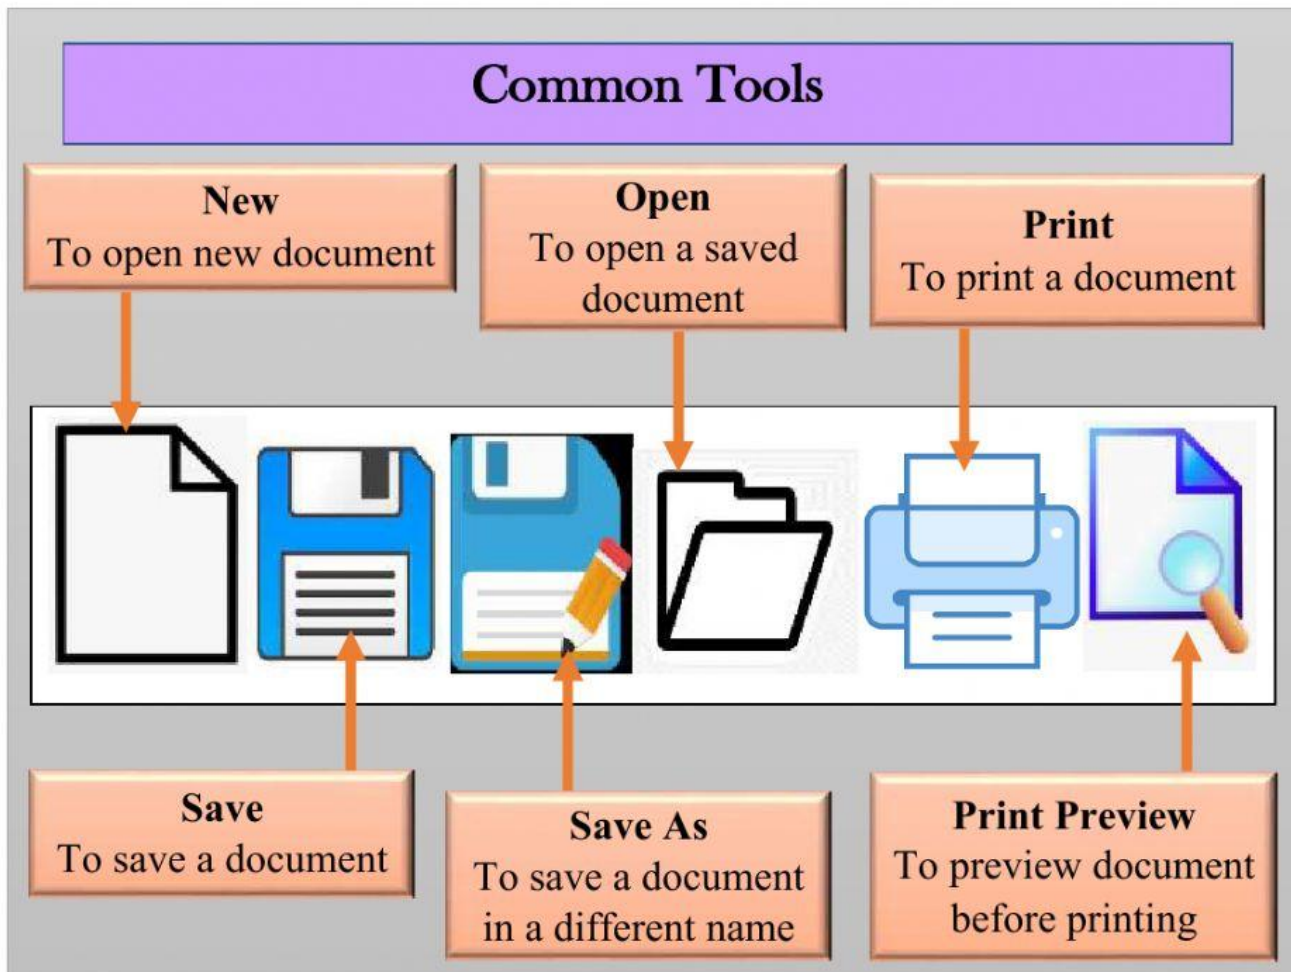 Common Tools
New
To open new document
Open
To open a saved
document
Print
To print a document
Save
To save a document
Save As
To save a document
in a different name
Print Preview
To preview document
before printing